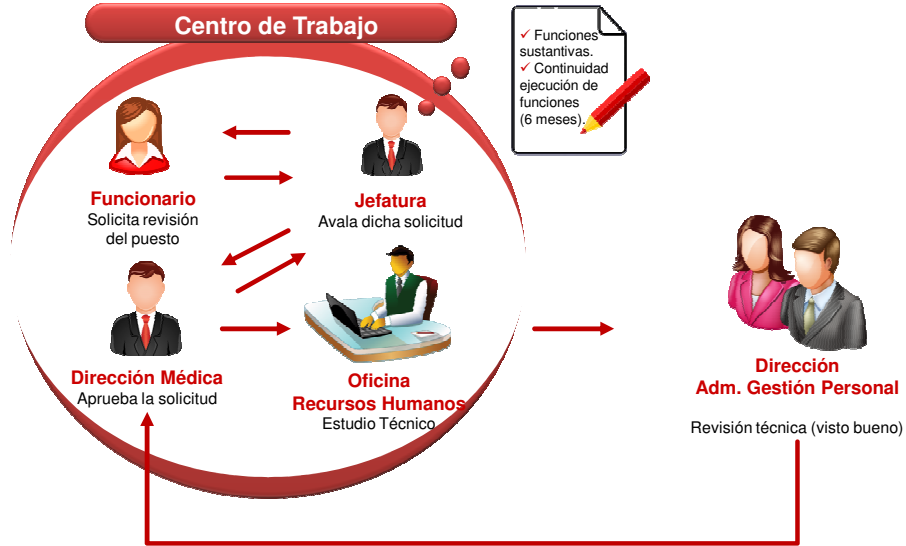 Centro de Trabajo
✓ Funciones
sustantivas.
✓ Continuidad
ejecución de
funciones
(6 meses).
Funcionario
Solicita revisión
del puesto
Jefatura
Avala dicha solicitud
Dirección Médica
Aprueba la solicitud
Oficina
Recursos Humanos
Estudio Técnico
Dirección
Adm. Gestión Personal
Revisión técnica (visto bueno)